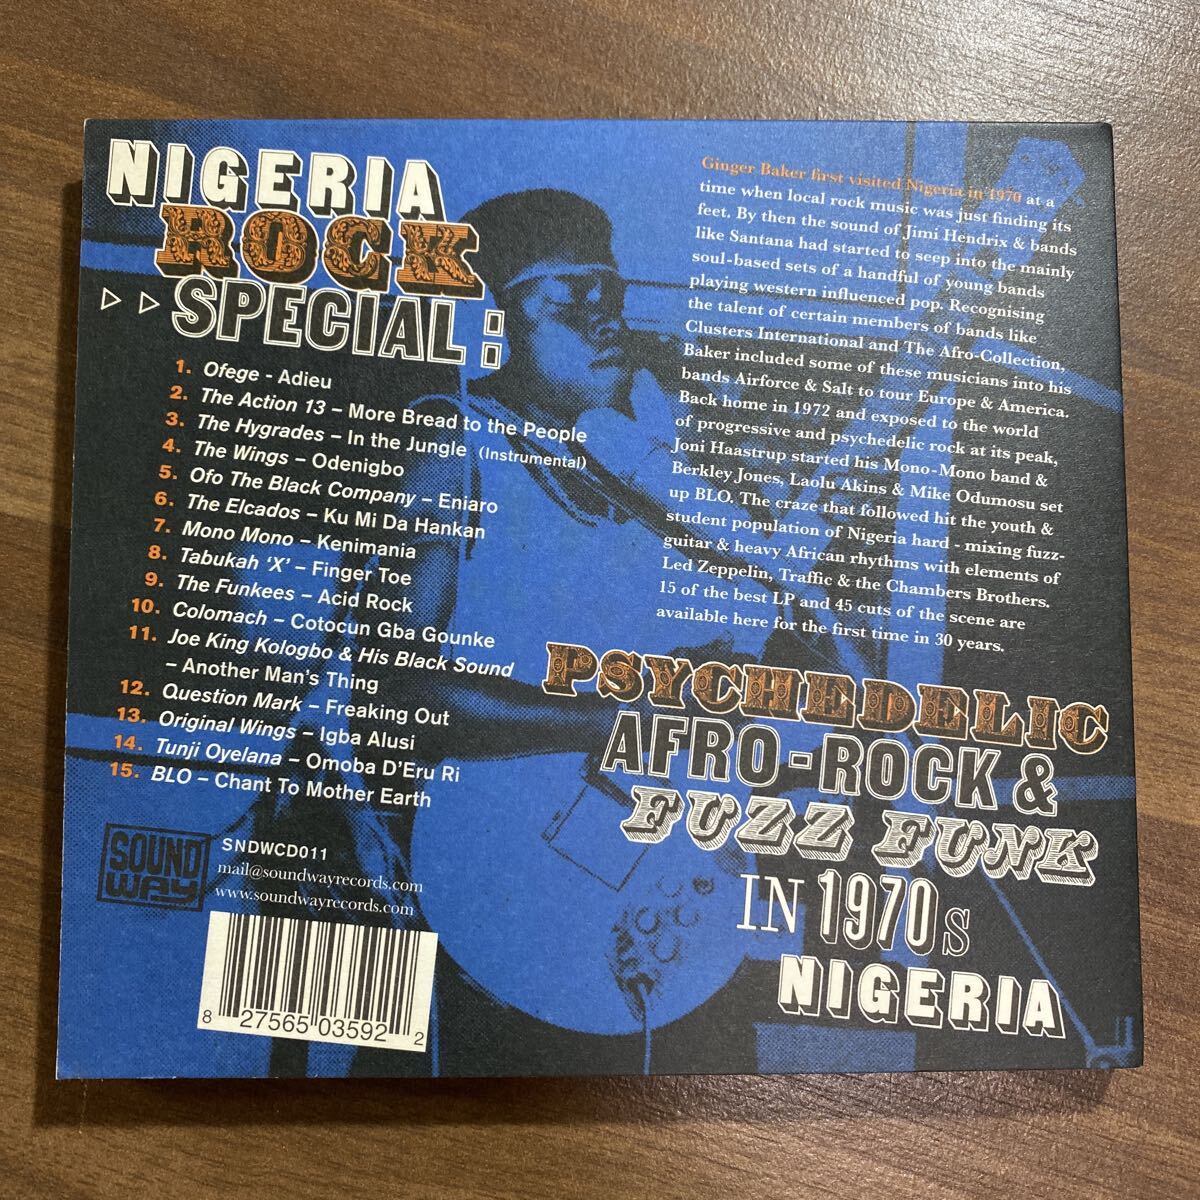 NIGERIA
ROCK
SPECIAL:
1. Ofege - Adieu
2. The Action 13 – More Bread to the People
3. The Hygrades – In the Jungle (Instrumental)
4. The Wings – Odenigbo
5. Ofo The Black Company – Eniaro
6. The Elcados – Ku Mi Da Hankan
7. Mono Mono – Kenimania
8. Tabukah ‘X’ – Finger Toe
9. The Funkees – Acid Rock
10. Colomach – Cotocun Gba Gounke
11. Joe King Kologbo & His Black Sound
– Another Man's Thing
12. Question Mark – Freaking Out
13. Original Wings – Igba Alusi
14. Tunji Oyelana – Omoba D'Eru Ri
15. BLO – Chant To Mother Earth
SOUND
WAY
SNDWCD011
mail@soundwayrecords.com
www.soundwayrecords.com
8 27565 03592 2
Ginger Baker first visited Nigeria in 1970 at a
time when local rock music was just finding its
feet. By then the sound of Jimi Hendrix & bands
like Santana had started to seep into the mainly
soul-based sets of a handful of young bands
playing western influenced pop. Recognising
the talent of certain members of bands like
Clusters International and The Afro-Collection,
Baker included some of these musicians into his
bands Airforce & Salt to tour Europe & America.
Back home in 1972 and exposed to the world
of progressive and psychedelic rock at its peak,
Joni Haastrup started his Mono-Mono band &
Berkley Jones, Laolu Akins & Mike Odumosu set
up BLO. The craze that followed hit the youth &
student population of Nigeria hard - mixing fuzz-
guitar & heavy African rhythms with elements of
Led Zeppelin, Traffic & the Chambers Brothers.
15 of the best LP and 45 cuts of the scene are
available here for the first time in 30 years.
PSYCHEDELIC
AFRO-ROCK &
FUZZ FUNK
IN 1970s
NIGERIA